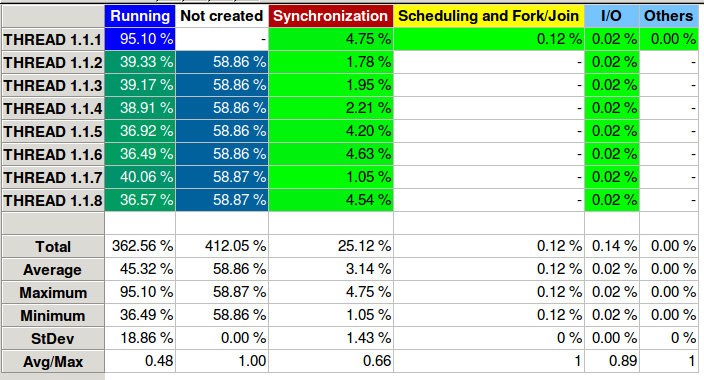 Running Not created Synchronization Scheduling and Fork/Join I/O Others
THREAD 1.1.1 95.10 % - 4.75 % 0.12 % 0.02 % 0.00 %
THREAD 1.1.2 39.33 % 58.86 % 1.78 % - 0.02 % -
THREAD 1.1.3 39.17 % 58.86 % 1.95 % - 0.02 % -
THREAD 1.1.4 38.91 % 58.86 % 2.21 % - 0.02 % -
THREAD 1.1.5 36.92 % 58.86 % 4.20 % - 0.02 % -
THREAD 1.1.6 36.49 % 58.86 % 4.63 % - 0.02 % -
THREAD 1.1.7 40.06 % 58.87 % 1.05 % - 0.02 % -
THREAD 1.1.8 36.57 % 58.87 % 4.54 % - 0.02 % -
Total 362.56 % 412.05 % 25.12 % 0.12 % 0.14 % 0.00 %
Average 45.32 % 58.86 % 3.14 % 0.12 % 0.02 % 0.00 %
Maximum 95.10 % 58.87 % 4.75 % 0.12 % 0.02 % 0.00 %
Minimum 36.49 % 58.86 % 1.05 % 0.12 % 0.02 % 0.00 %
StDev 18.86 % 0.00 % 1.43 % 0 % 0.00 % 0 %
Avg/Max 0.48 1.00 0.66 1 0.89 1